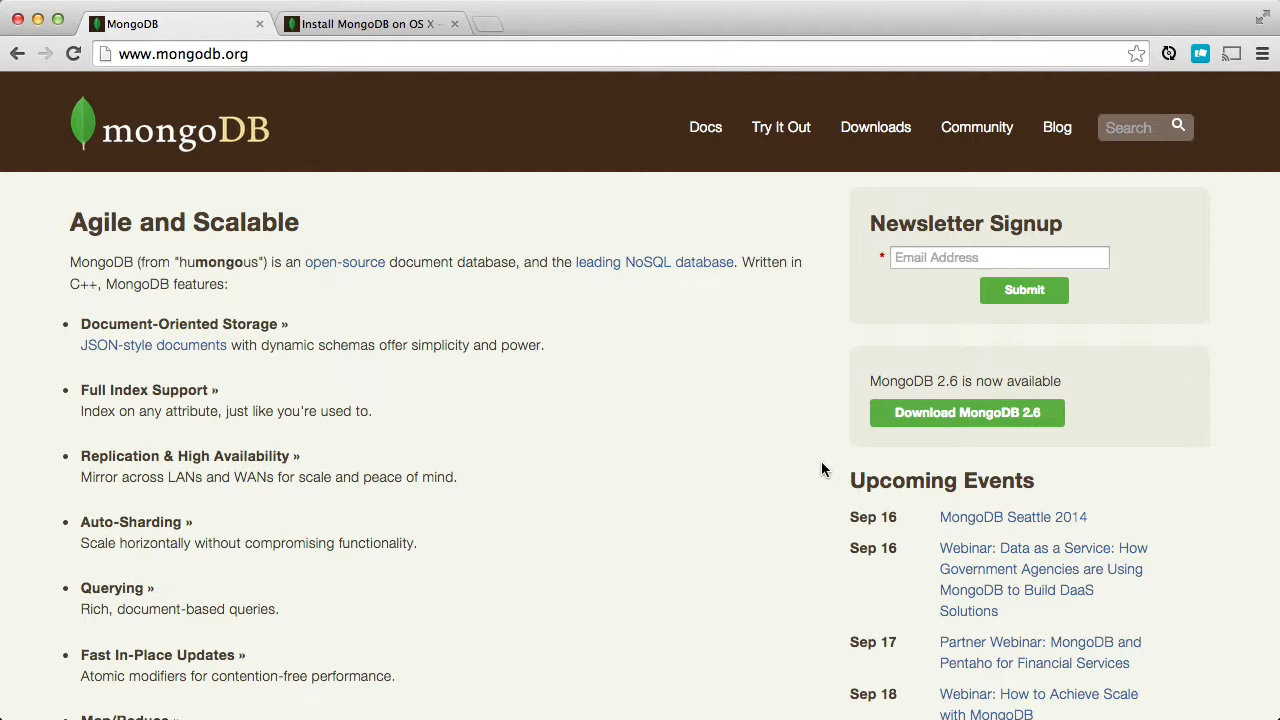 MongoDB
Install MongoDB on OS X -
www.mongodb.org
mongoDB
Docs Try It Out Downloads Community Blog Search
Agile and Scalable
MongoDB (from "humongous") is an open-source document database, and the leading NoSQL database. Written in
C++, MongoDB features:
• Document-Oriented Storage »
JSON-style documents with dynamic schemas offer simplicity and power.
• Full Index Support »
Index on any attribute, just like you're used to.
• Replication & High Availability »
Mirror across LANs and WANs for scale and peace of mind.
• Auto-Sharding »
Scale horizontally without compromising functionality.
• Querying »
Rich, document-based queries.
• Fast In-Place Updates »
Atomic modifiers for contention-free performance.
• Map/Reduce »
Newsletter Signup
* Email Address
Submit
MongoDB 2.6 is now available
Download MongoDB 2.6
Upcoming Events
Sep 16 MongoDB Seattle 2014
Sep 16 Webinar: Data as a Service: How
Government Agencies are Using
MongoDB to Build DaaS
Solutions
Sep 17 Partner Webinar: MongoDB and
Pentaho for Financial Services
Sep 18 Webinar: How to Achieve Scale
with MongoDB